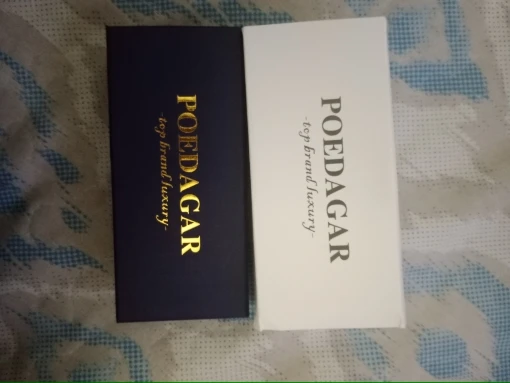 POEDAGAR
-top brand luxury-
POEDAGAR
-top brand luxury-